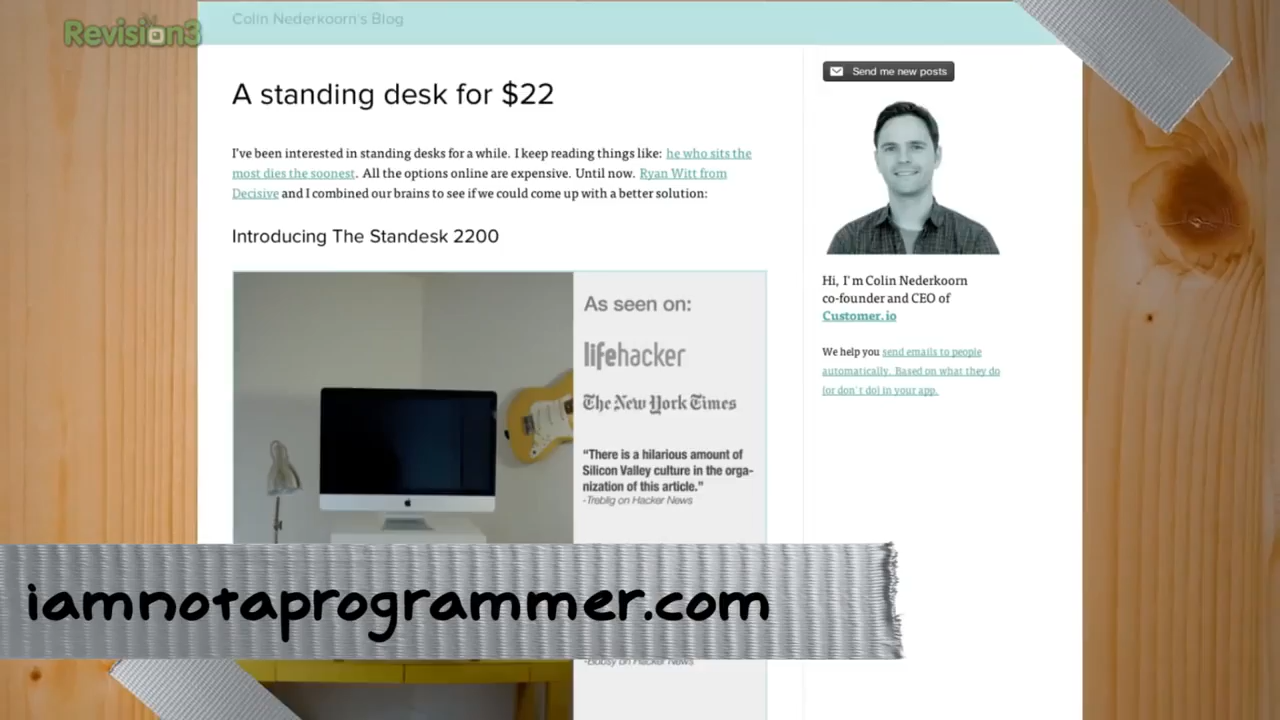 Revision3
Colin Nederkoorn's Blog
Send me new posts
A standing desk for $22
I've been interested in standing desks for a while. I keep reading things like: he who sits the
most dies the soonest. All the options online are expensive. Until now. Ryan Witt from
Decisive and I combined our brains to see if we could come up with a better solution:
Introducing The Standesk 2200
As seen on:
lifehacker
The New York Times
“There is a hilarious amount of
Silicon Valley culture in the orga-
nization of this article.”
-Treblig on Hacker News
Hi, I'm Colin Nederkoorn
co-founder and CEO of
Customer.io
We help you send emails to people
automatically. Based on what they do
(or don't do) in your app.
iamnotaprogrammer.com
on Hacker News